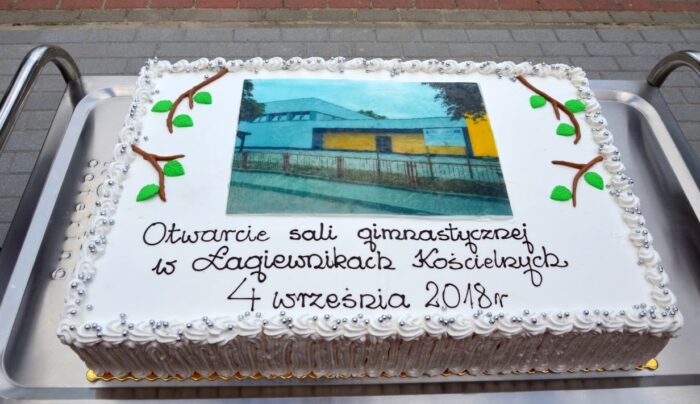 Otwarcie sali gimnastycznej
w Łagiewnikach Kościelnych
4 września 2018r